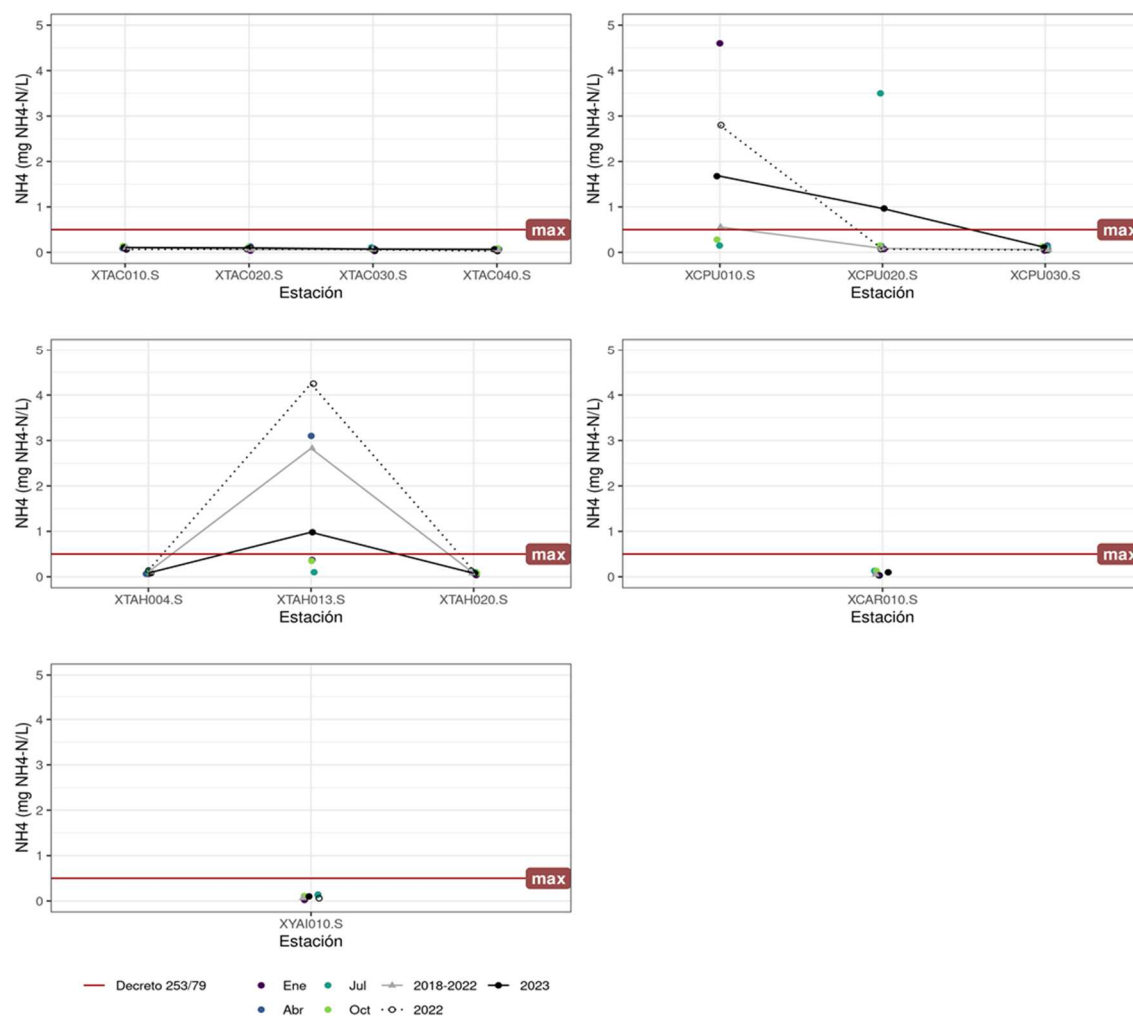 5
4
3
2
1
0
NH4 (mg NH4-N/L)
max
XTAC010.S XTAC020.S XTAC030.S XTAC040.S
Estación
5
4
3
2
1
0
NH4 (mg NH4-N/L)
max
XCPU010.S XCPU020.S XCPU030.S
Estación
5
4
3
2
1
0
NH4 (mg NH4-N/L)
max
XTAH004.S XTAH013.S XTAH020.S
Estación
5
4
3
2
1
0
NH4 (mg NH4-N/L)
max
XCAR010.S
Estación
5
4
3
2
1
0
NH4 (mg NH4-N/L)
max
XYAI010.S
Estación
Decreto 253/79 Ene Jul 2018-2022 2023
Abr Oct 2022